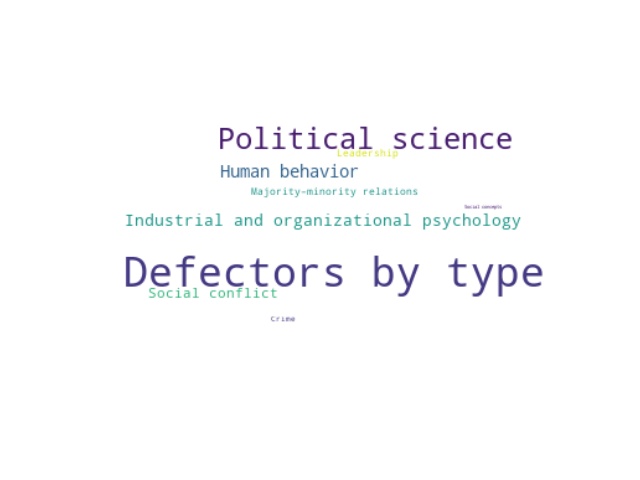 Political science
Leadership
Human behavior
Majority-minority relations
Social concepts
Industrial and organizational psychology
Defectors by type
Social conflict
Crime